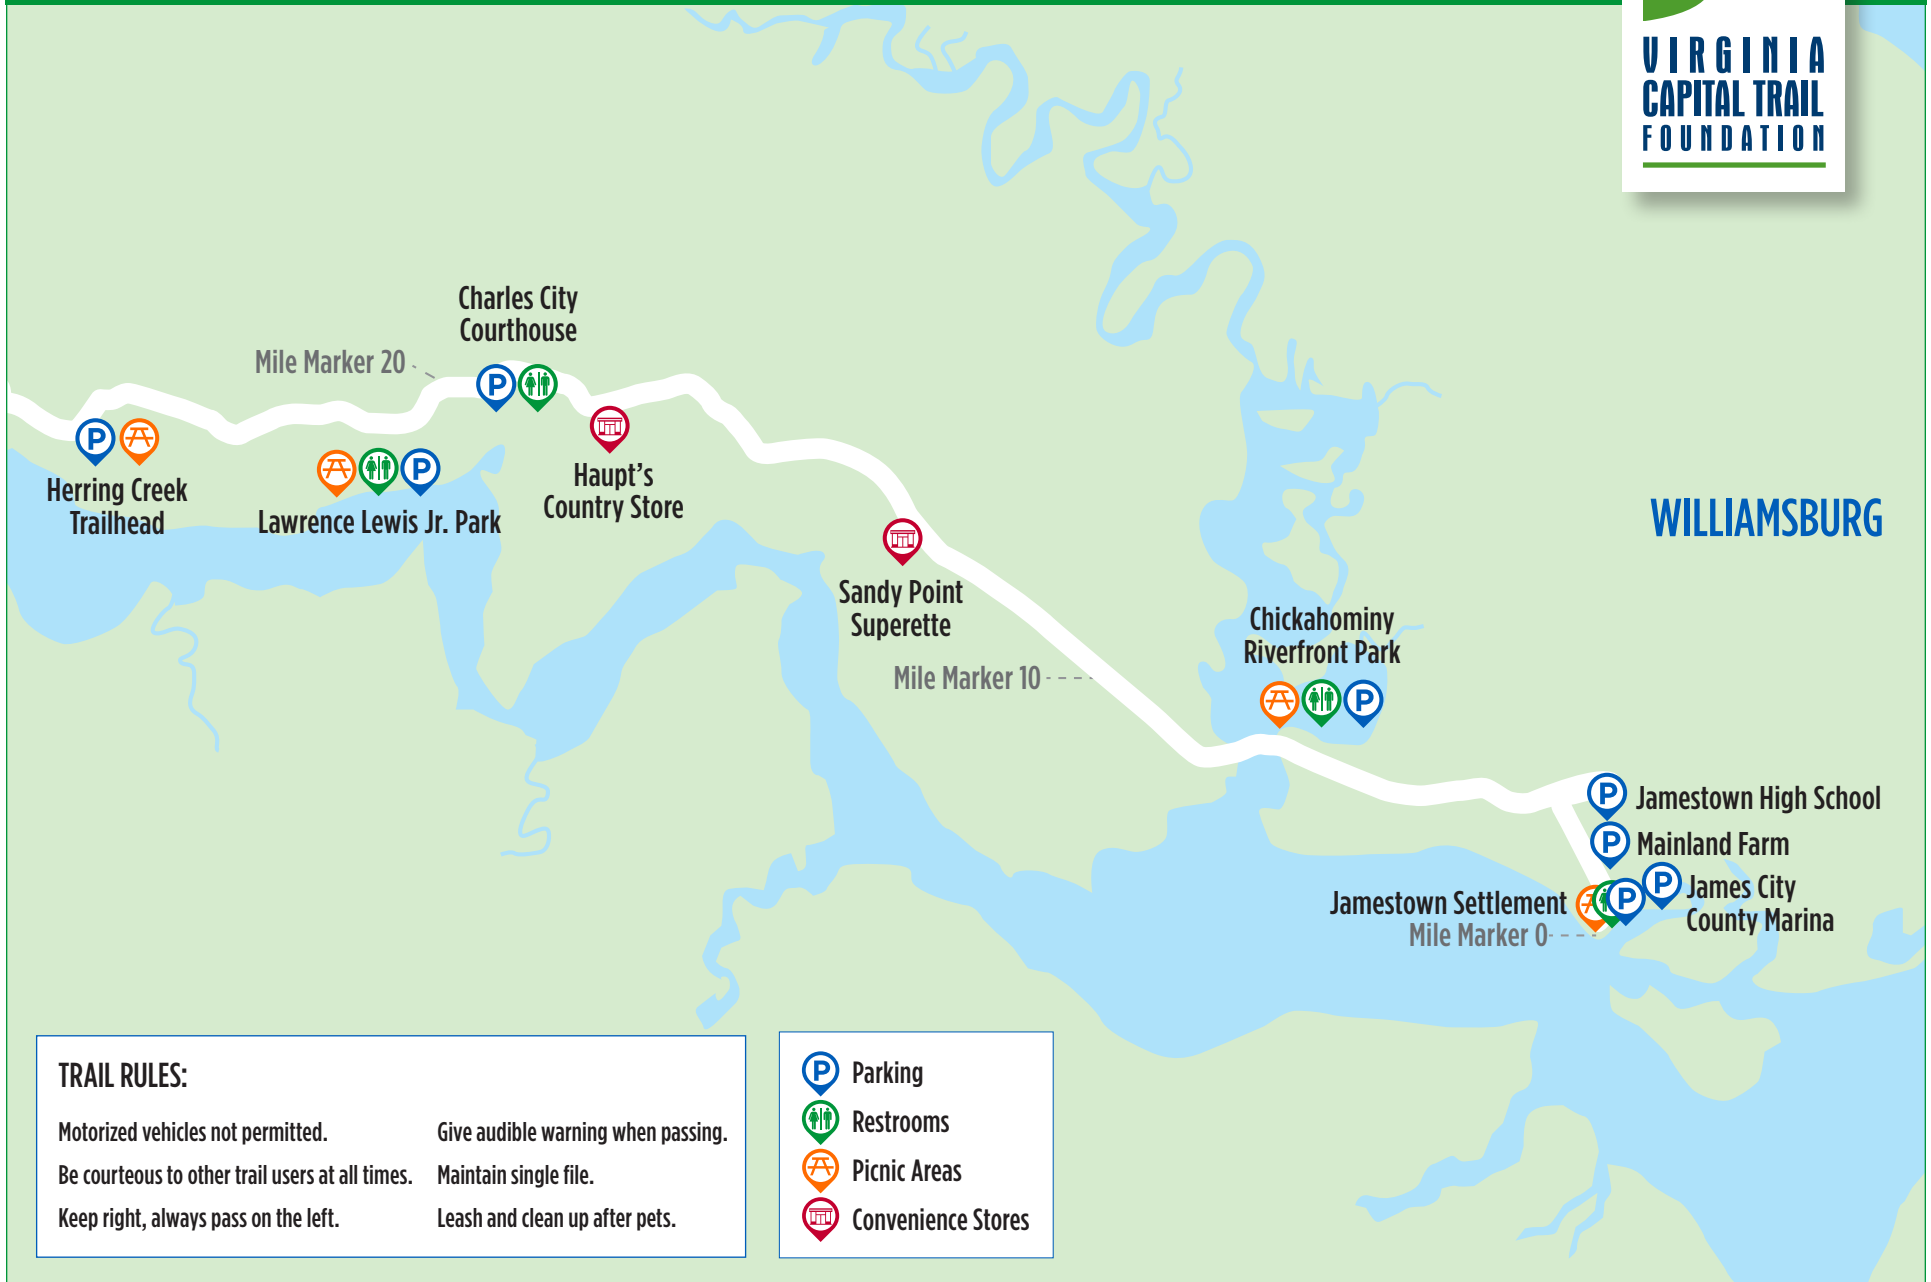 VIRGINIA
CAPITAL TRAIL
FOUNDATION
Charles City
Courthouse
Mile Marker 20
P
P
Herring Creek
Trailhead
P
Lawrence Lewis Jr. Park
Haupt's
Country Store
WILLIAMSBURG
Sandy Point
Superette
Mile Marker 10
Chickahominy
Riverfront Park
P
P Jamestown High School
P Mainland Farm
P James City
County Marina
Jamestown Settlement P
Mile Marker 0
TRAIL RULES:
Motorized vehicles not permitted.
Be courteous to other trail users at all times.
Keep right, always pass on the left.
Give audible warning when passing.
Maintain single file.
Leash and clean up after pets.
P Parking
Restrooms
Picnic Areas
Convenience Stores